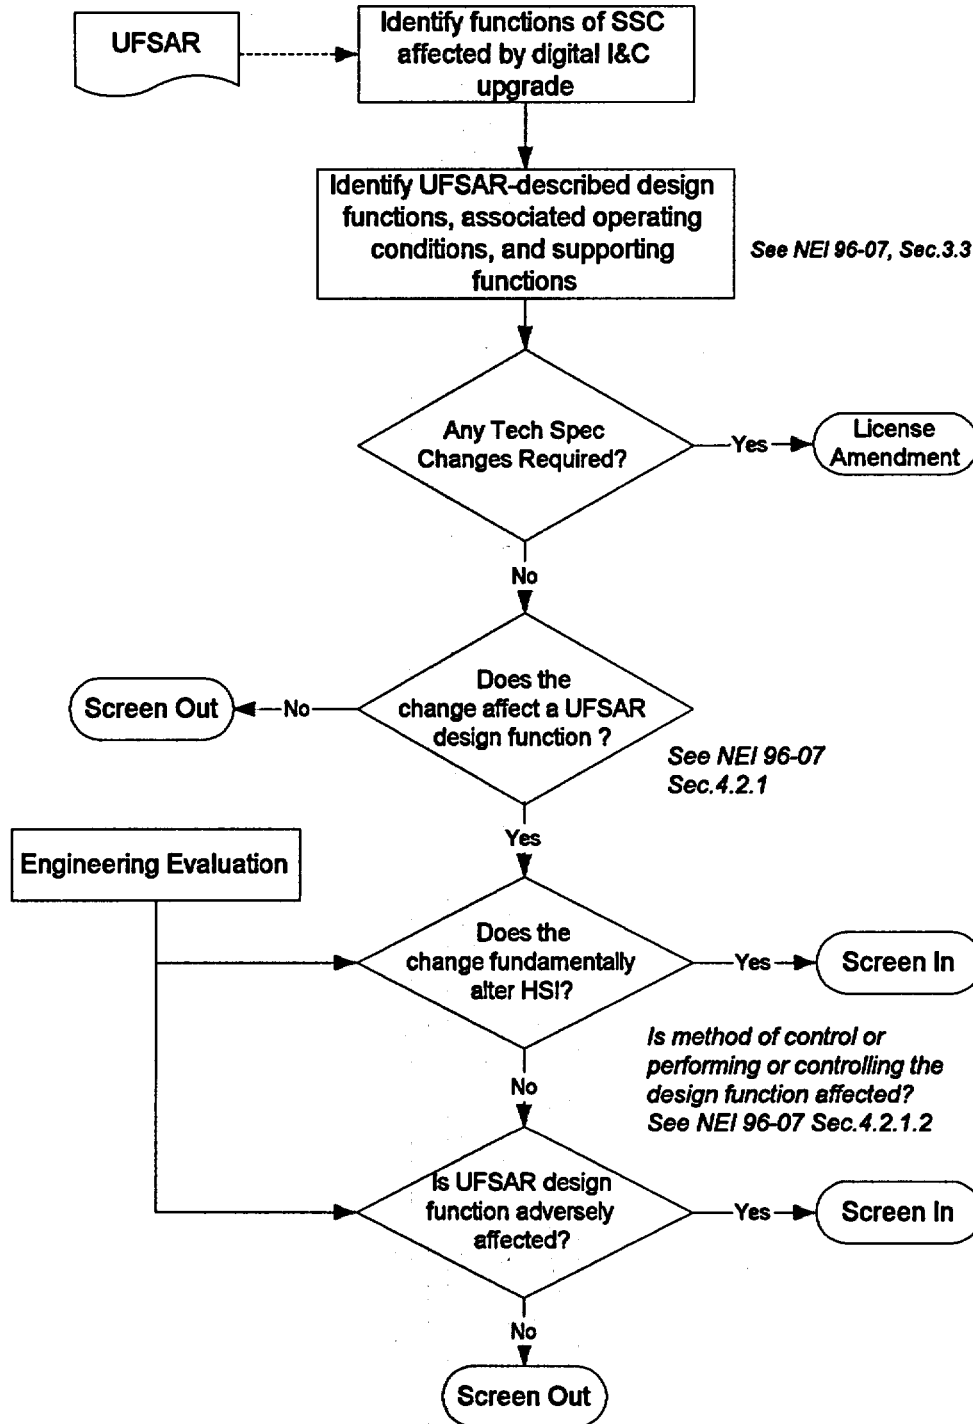 UFSAR
Identify functions of SSC
affected by digital I&C
upgrade
Identify UFSAR-described design
functions, associated operating
conditions, and supporting
functions
See NEI 96-07, Sec.3.3
Any Tech Spec
Changes Required?
Yes
License
Amendment
No
Does the
change affect a UFSAR
design function ?
No
Screen Out
See NEI 96-07
Sec.4.2.1
Yes
Engineering Evaluation
Does the
change fundamentally
alter HSI?
Yes
Screen In
Is method of control or
performing or controlling the
design function affected?
See NEI 96-07 Sec.4.2.1.2
No
Is UFSAR design
function adversely
affected?
Yes
Screen In
No
Screen Out